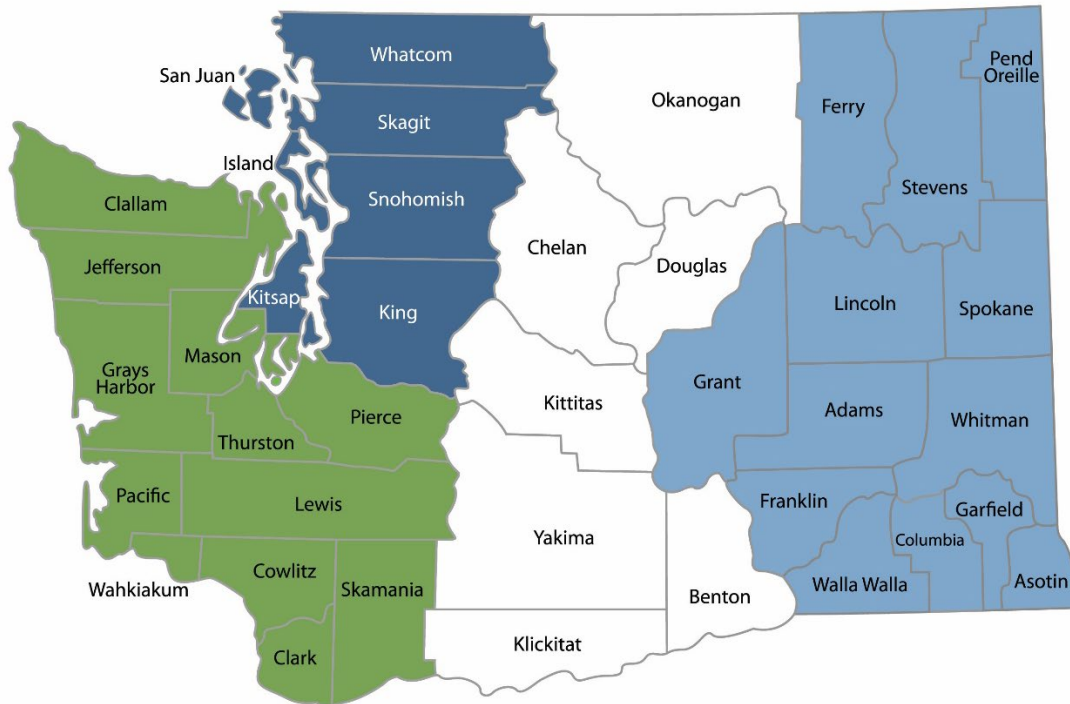 Whatcom
San Juan
Pend
Oreille
Okanogan
Ferry
Skagit
Island
Stevens
Snohomish
Clallam
Chelan
Jefferson
Douglas
Kitsap
Lincoln
King
Spokane
Mason
Grays
Harbor
Grant
Kittitas
Adams
Pierce
Whitman
Thurston
Pacific
Lewis
Franklin
Garfield
Yakima
Columbia
Wahkiakum
Cowlitz
Skamania
Walla Walla
Asotin
Benton
Klickitat
Clark